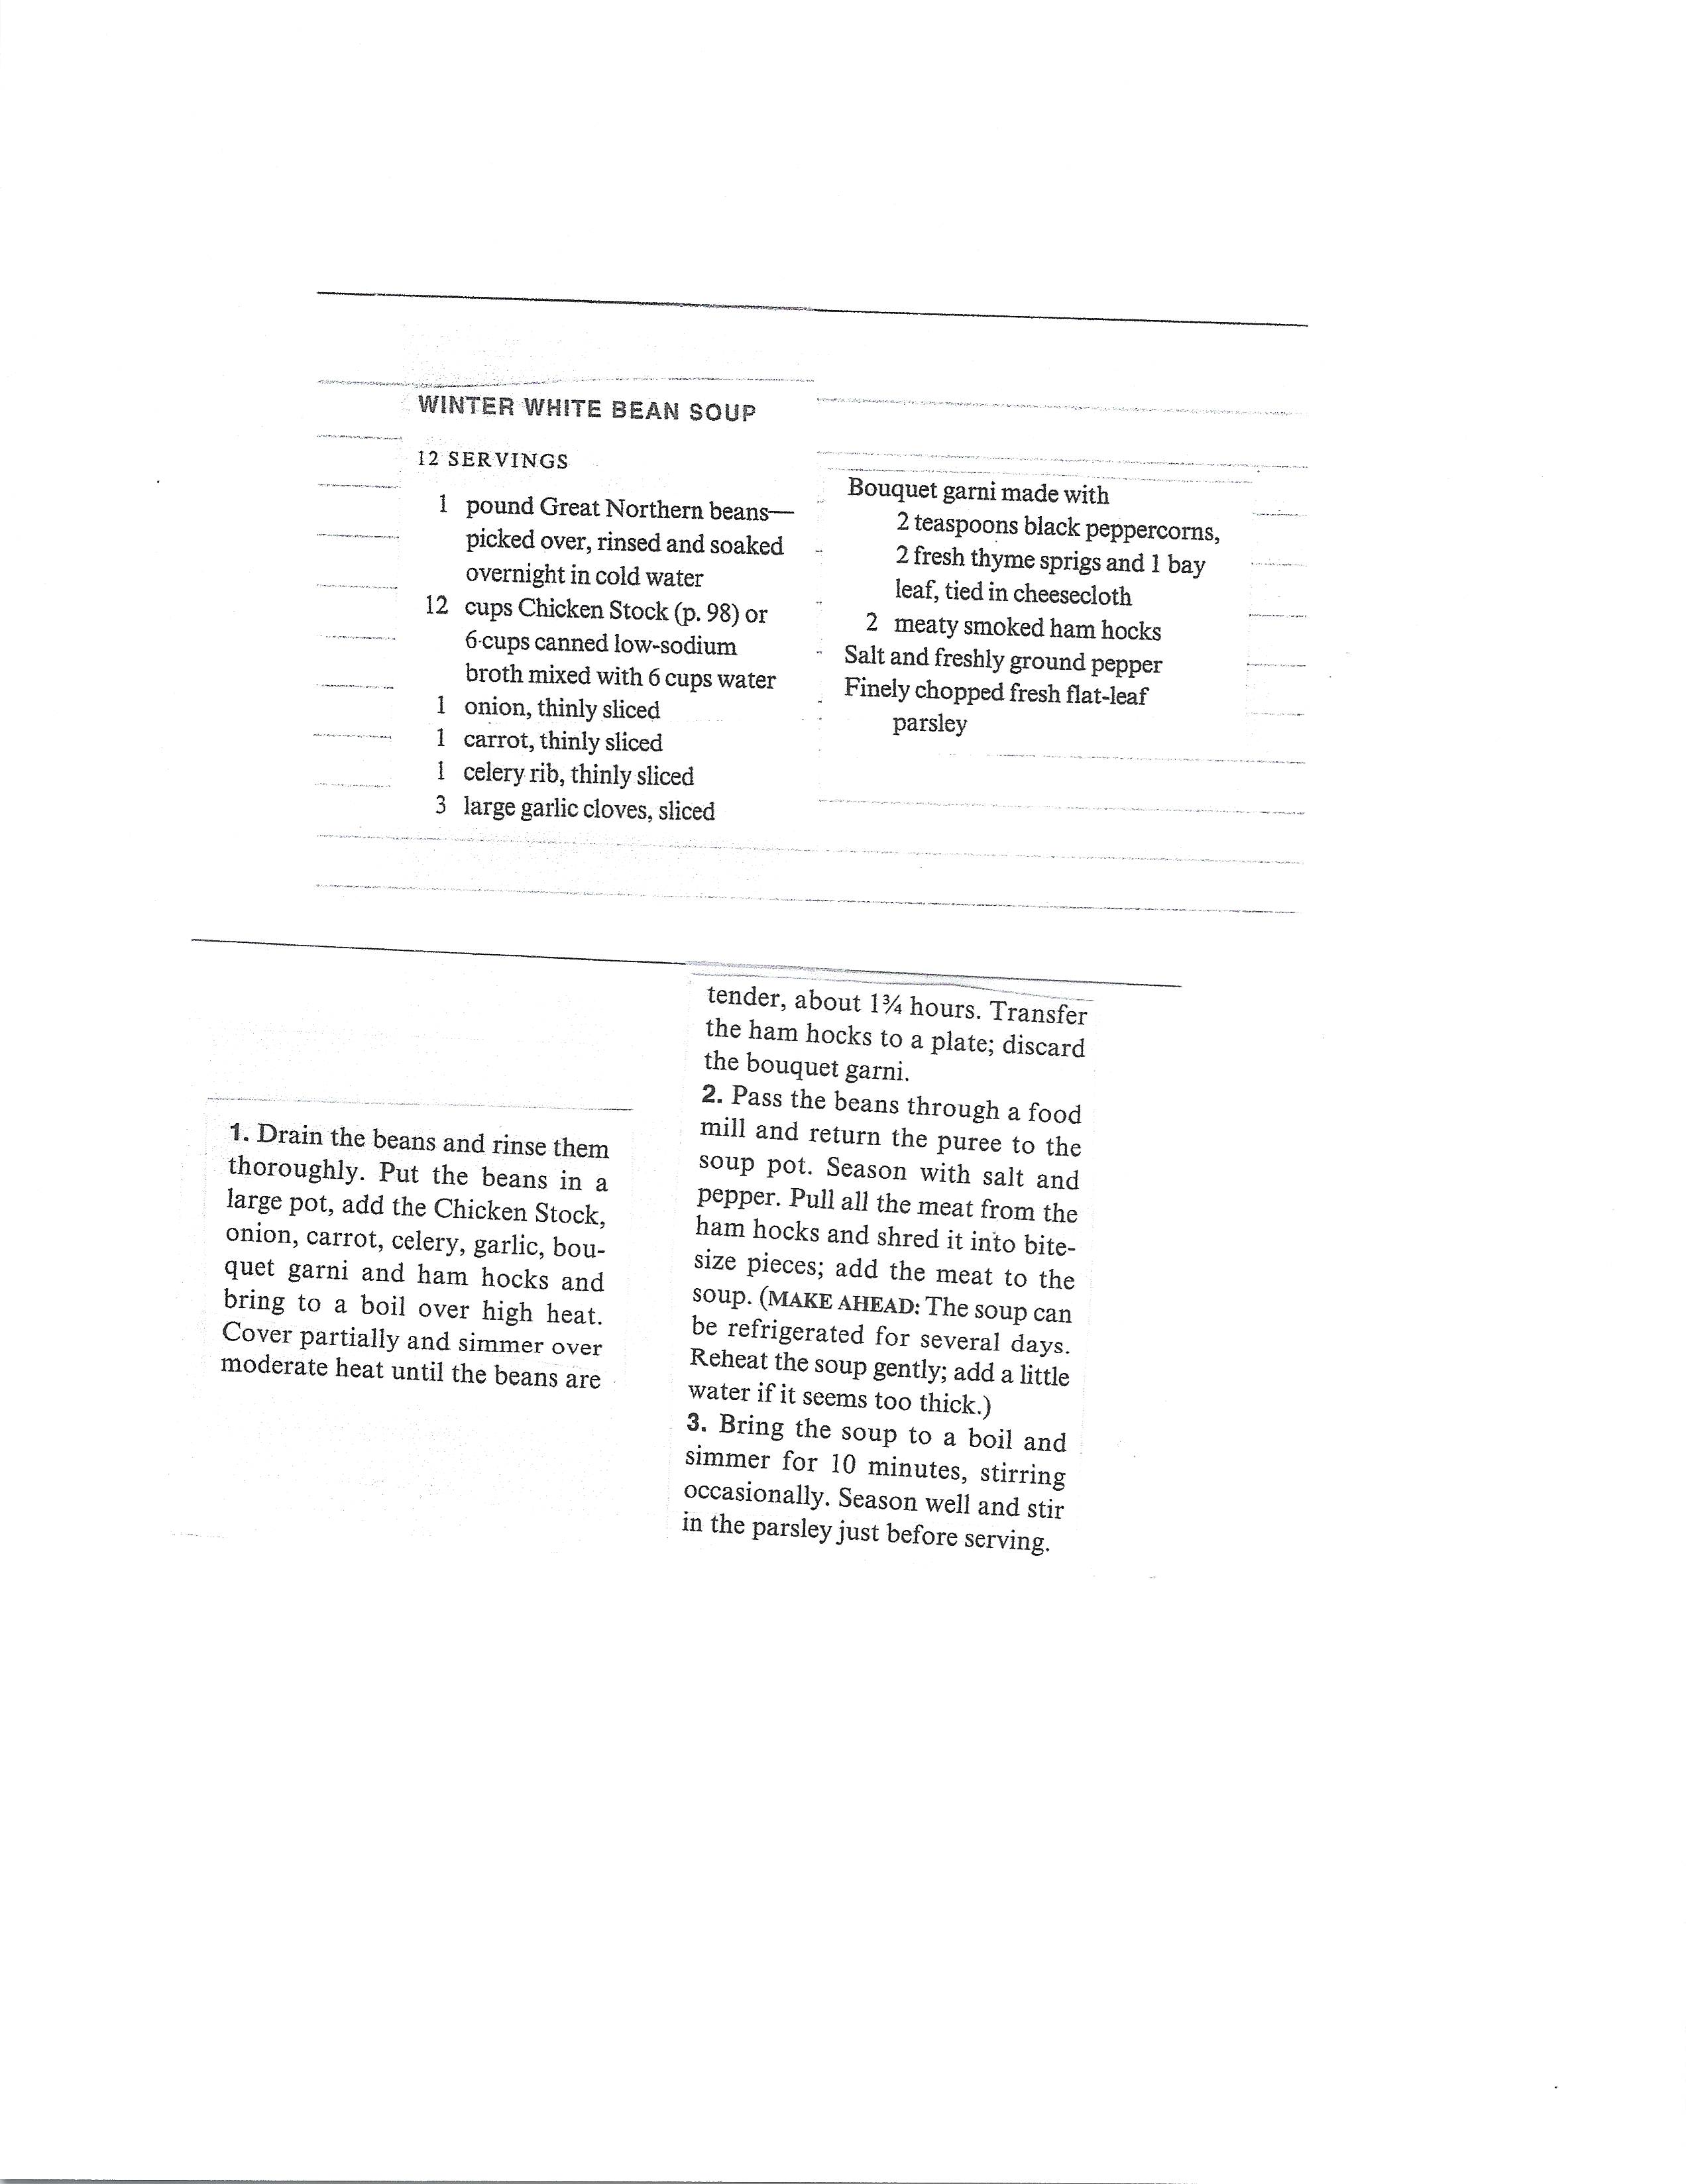 WINTER WHITE BEAN SOUP
12 SERVINGS
1 pound Great Northern beans—
picked over, rinsed and soaked
overnight in cold water
12 cups Chicken Stock (p. 98) or
6 cups canned low-sodium
broth mixed with 6 cups water
1 onion, thinly sliced
1 carrot, thinly sliced
1 celery rib, thinly sliced
3 large garlic cloves, sliced
Bouquet garni made with
2 teaspoons black peppercorns,
2 fresh thyme sprigs and 1 bay
leaf, tied in cheesecloth
2 meaty smoked ham hocks
Salt and freshly ground pepper
Finely chopped fresh flat-leaf
parsley
1. Drain the beans and rinse them
thoroughly. Put the beans in a
large pot, add the Chicken Stock,
onion, carrot, celery, garlic, bou-
quet garni and ham hocks and
bring to a boil over high heat.
Cover partially and simmer over
moderate heat until the beans are
tender, about 1¾ hours. Transfer
the ham hocks to a plate; discard
the bouquet garni.
2. Pass the beans through a food
mill and return the puree to the
soup pot. Season with salt and
pepper. Pull all the meat from the
ham hocks and shred it into bite-
size pieces; add the meat to the
soup. (MAKE AHEAD: The soup can
be refrigerated for several days.
Reheat the soup gently; add a little
water if it seems too thick.)
3. Bring the soup to a boil and
simmer for 10 minutes, stirring
occasionally. Season well and stir
in the parsley just before serving.